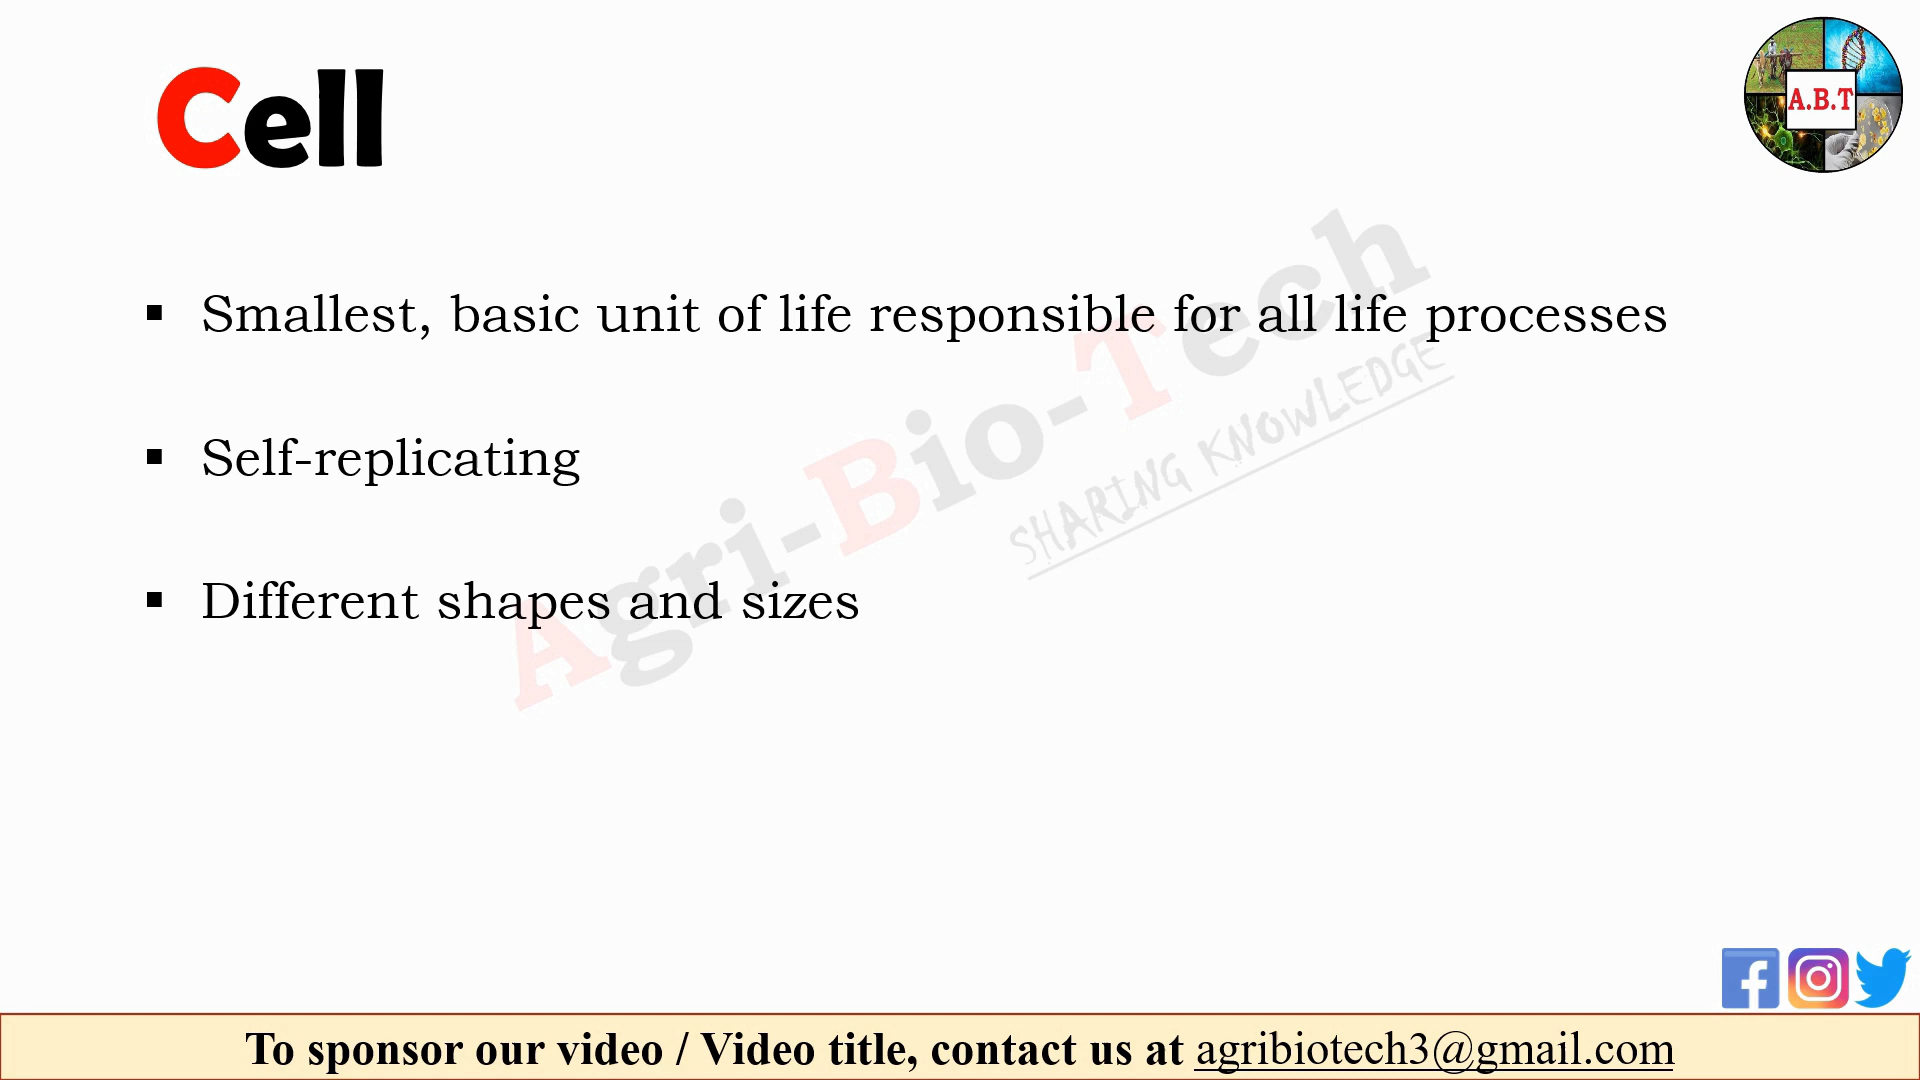 Cell
A.B.T
▪ Smallest, basic unit of life responsible for all life processes
▪ Self-replicating
▪ Different shapes and sizes
Agri-Bio-Tech
SHARING KNOWLEDGE
To sponsor our video / Video title, contact us at agribiotech3@gmail.com